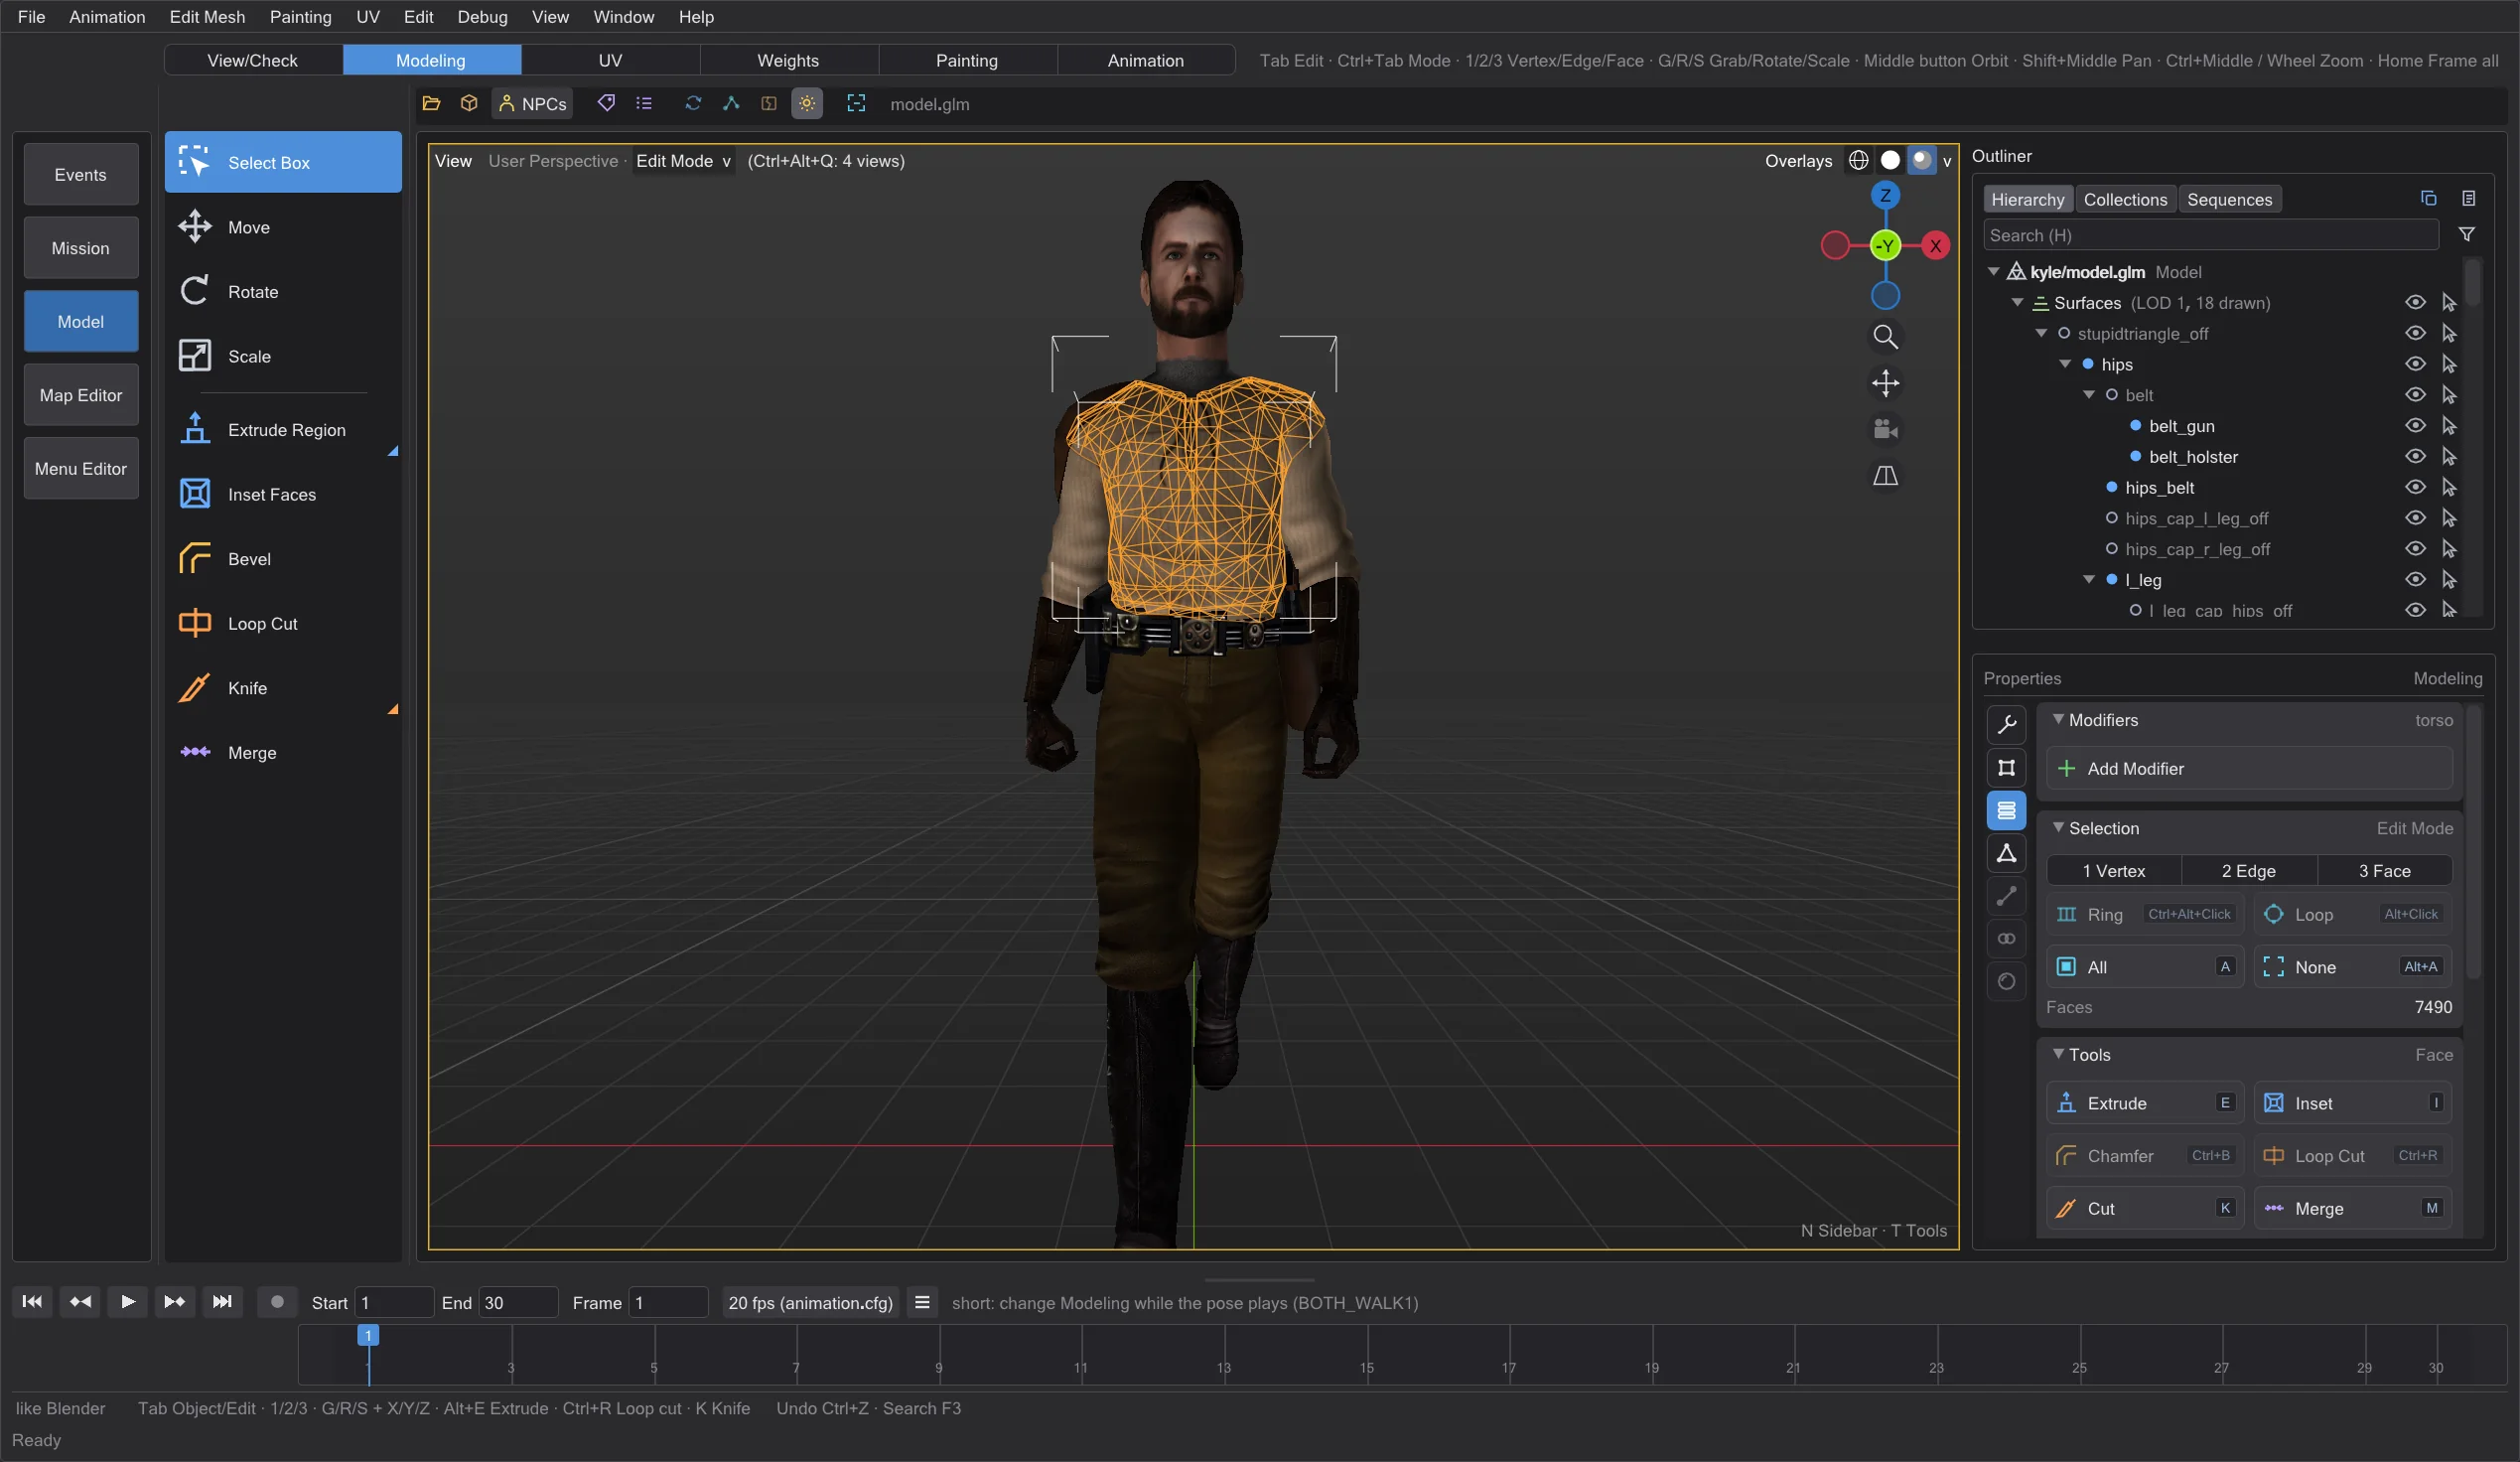 File Animation Edit Mesh Painting UV Edit Debug View Window Help
View/Check Modeling UV Weights Painting Animation
Tab Edit · Ctrl+Tab Mode · 1/2/3 Vertex/Edge/Face · G/R/S Grab/Rotate/Scale · Middle button Orbit · Shift+Middle Pan · Ctrl+Middle / Wheel Zoom · Home Frame all
NPCs model.glm
Events
Mission
Model
Map Editor
Menu Editor
Select Box
Move
Rotate
Scale
Extrude Region
Inset Faces
Bevel
Loop Cut
Knife
Merge
View User Perspective · Edit Mode v (Ctrl+Alt+Q: 4 views)
Overlays v
Z
-Y X
N Sidebar · T Tools
Outliner
Hierarchy Collections Sequences
Search (H)
kyle/model.glm Model
Surfaces (LOD 1, 18 drawn)
stupidtriangle_off
hips
belt
belt_gun
belt_holster
hips_belt
hips_cap_l_leg_off
hips_cap_r_leg_off
l_leg
l_leg_cap_hips_off
Properties Modeling
Modifiers torso
Add Modifier
Selection Edit Mode
1 Vertex 2 Edge 3 Face
Ring Ctrl+Alt+Click Loop Alt+Click
All A None Alt+A
Faces 7490
Tools Face
Extrude E Inset I
Chamfer Ctrl+B Loop Cut Ctrl+R
Cut K Merge M
Start 1 End 30 Frame 1 20 fps (animation.cfg) short: change Modeling while the pose plays (BOTH_WALK1)
1
1 3 5 7 9 11 13 15 17 19 21 23 25 27 29 30
like Blender Tab Object/Edit · 1/2/3 · G/R/S + X/Y/Z · Alt+E Extrude · Ctrl+R Loop cut · K Knife Undo Ctrl+Z · Search F3
Ready